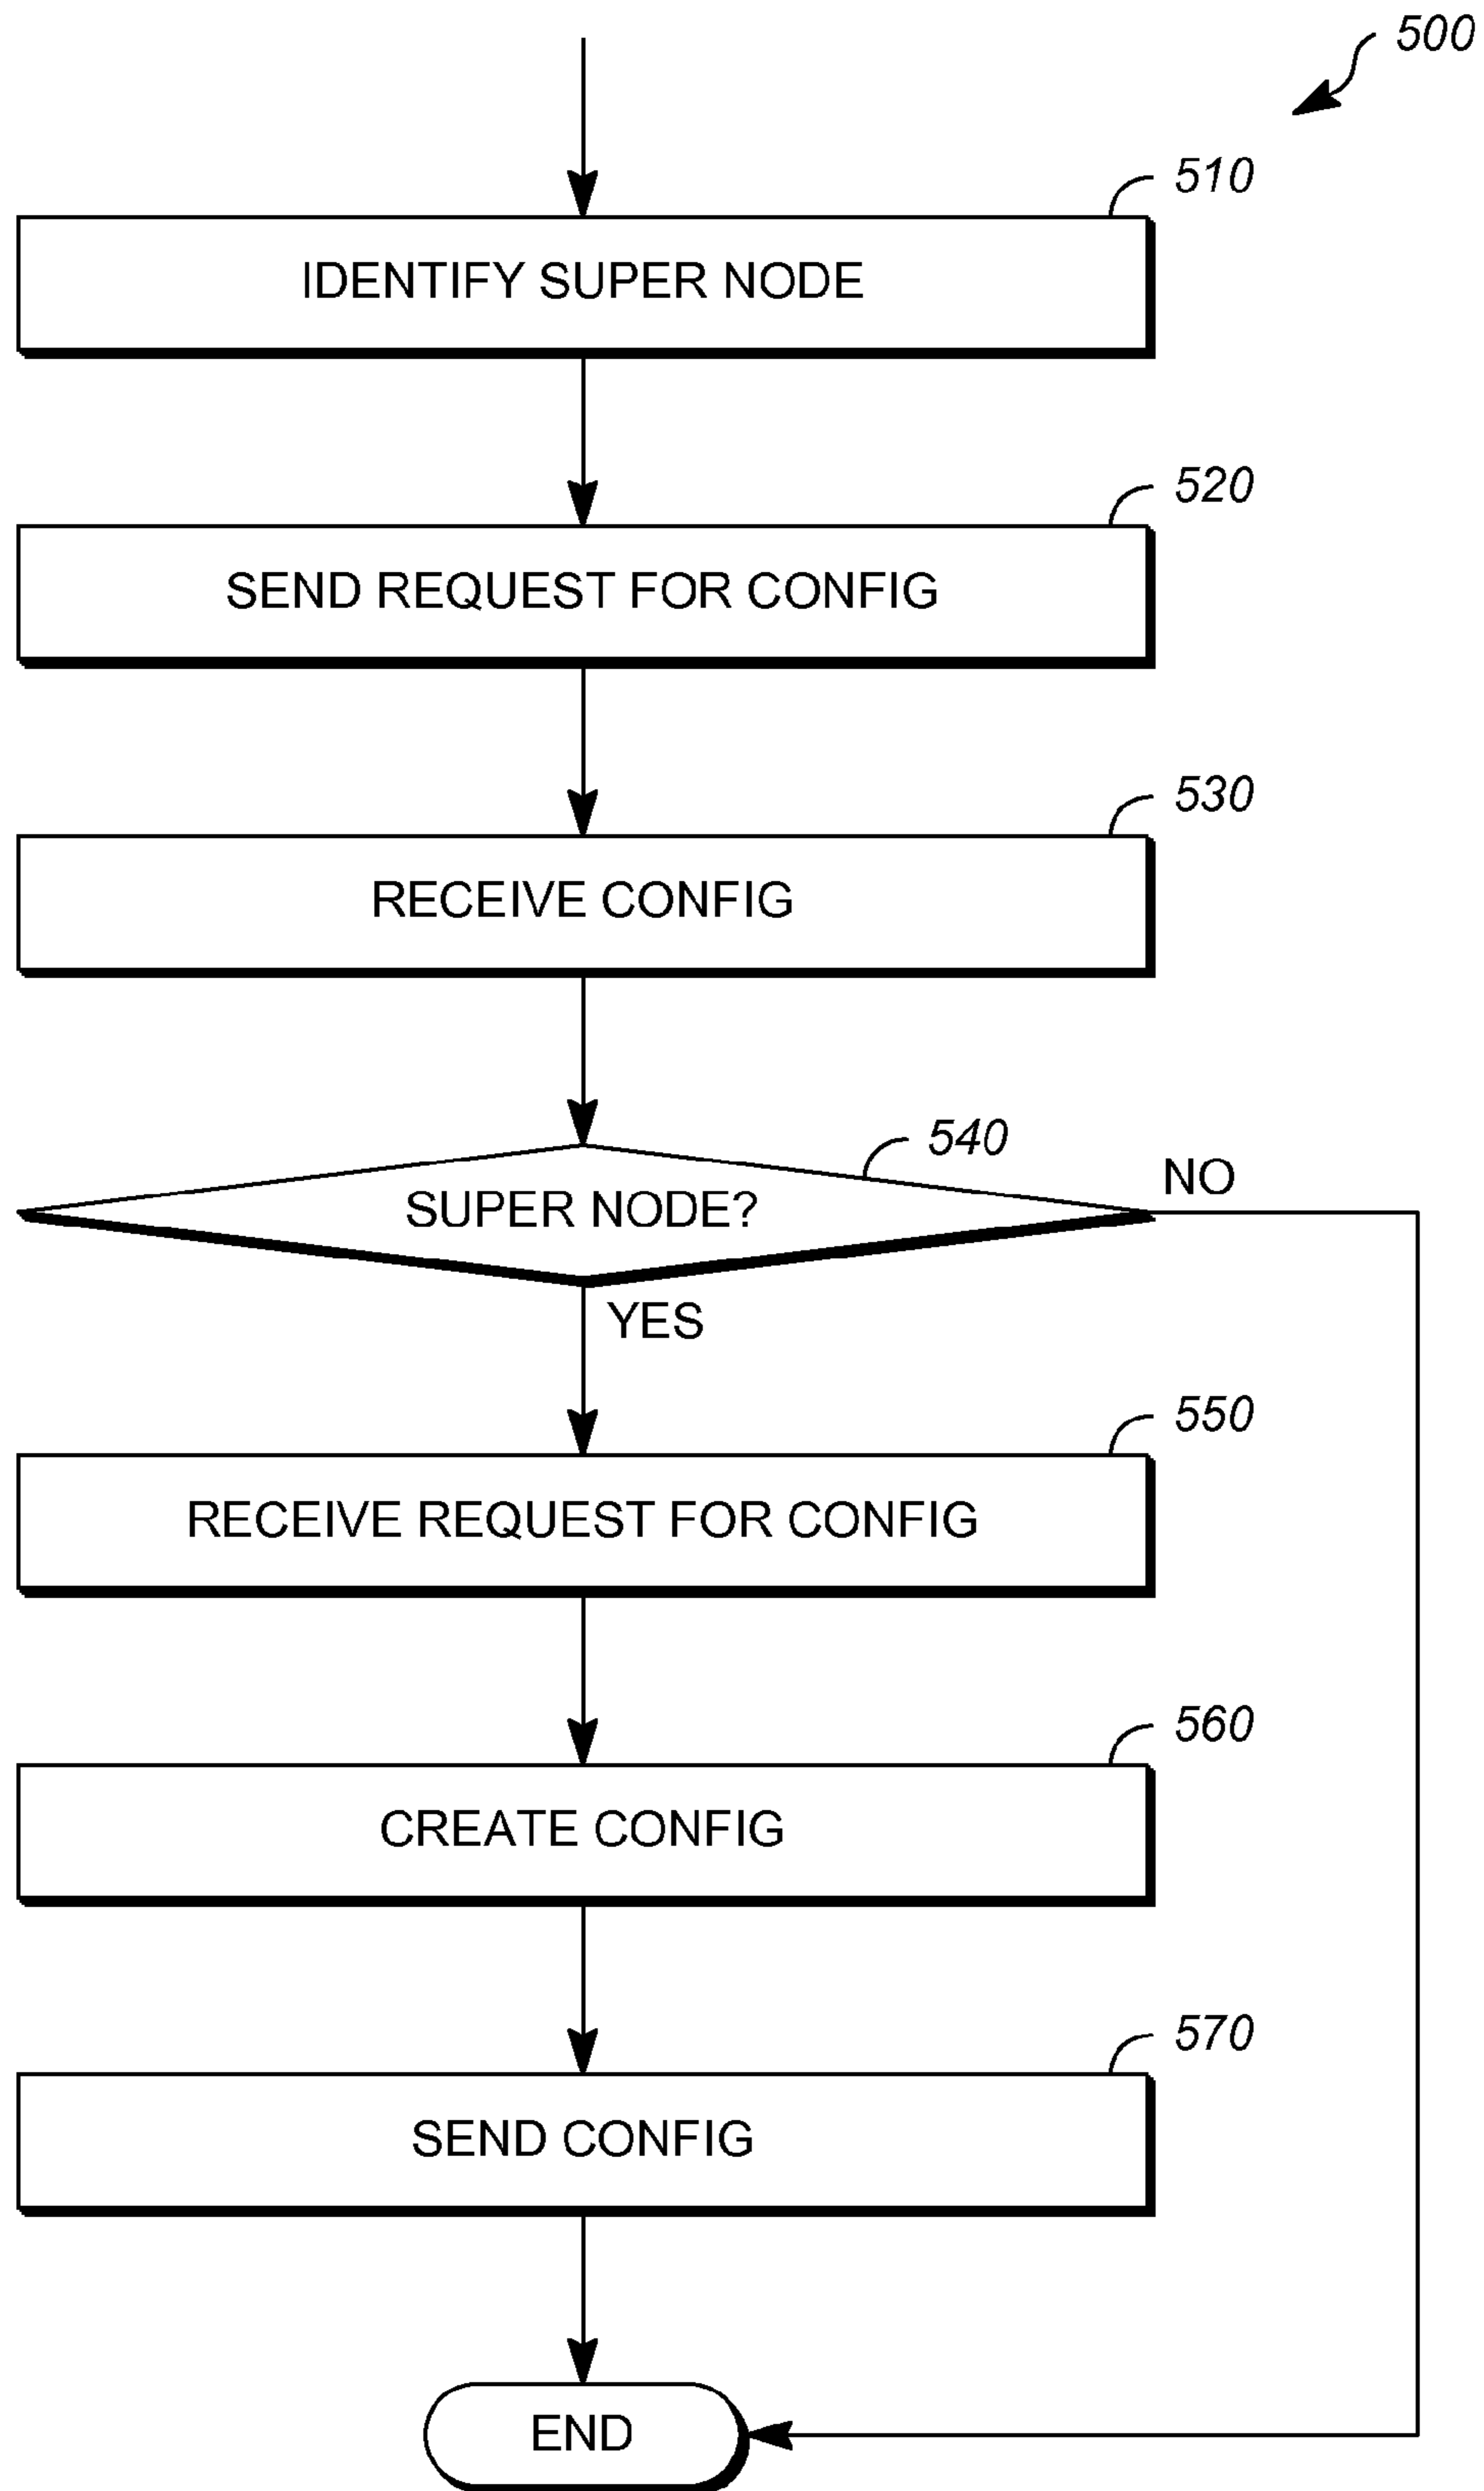 500
510
IDENTIFY SUPER NODE
520
SEND REQUEST FOR CONFIG
530
RECEIVE CONFIG
540
NO
SUPER NODE?
YES
550
RECEIVE REQUEST FOR CONFIG
560
CREATE CONFIG
570
SEND CONFIG
END